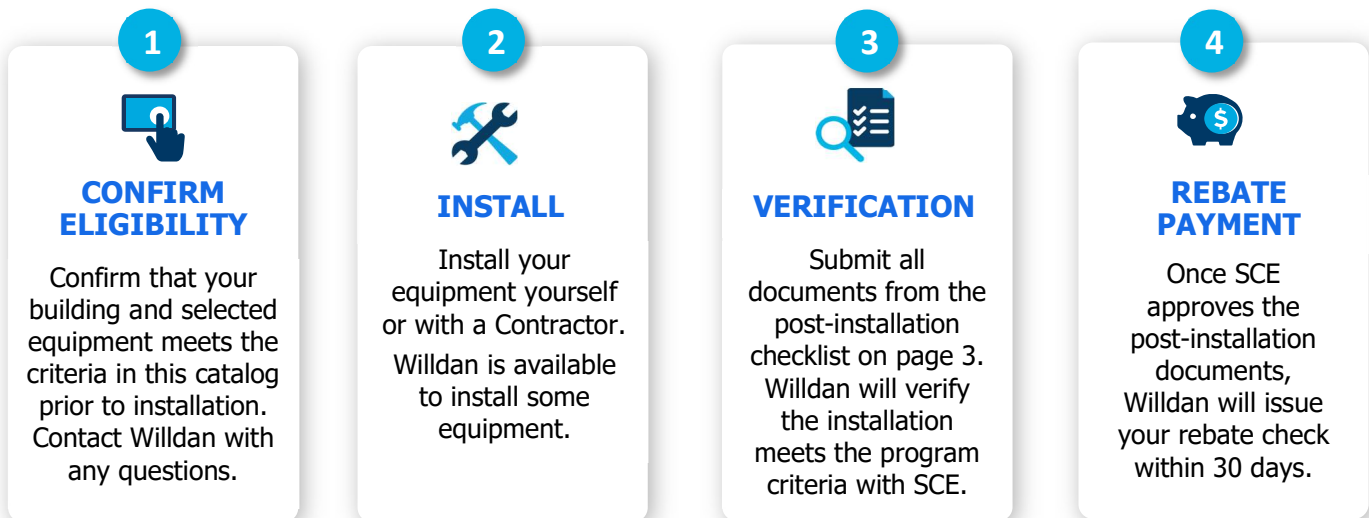 1
CONFIRM
ELIGIBILITY
Confirm that your
building and selected
equipment meets the
criteria in this catalog
prior to installation.
Contact Willdan with
any questions.
2
INSTALL
Install your
equipment yourself
or with a Contractor.
Willdan is available
to install some
equipment.
3
VERIFICATION
Submit all
documents from the
post-installation
checklist on page 3.
Willdan will verify
the installation
meets the program
criteria with SCE.
4
$
REBATE
PAYMENT
Once SCE
approves the
post-installation
documents,
Willdan will issue
your rebate check
within 30 days.